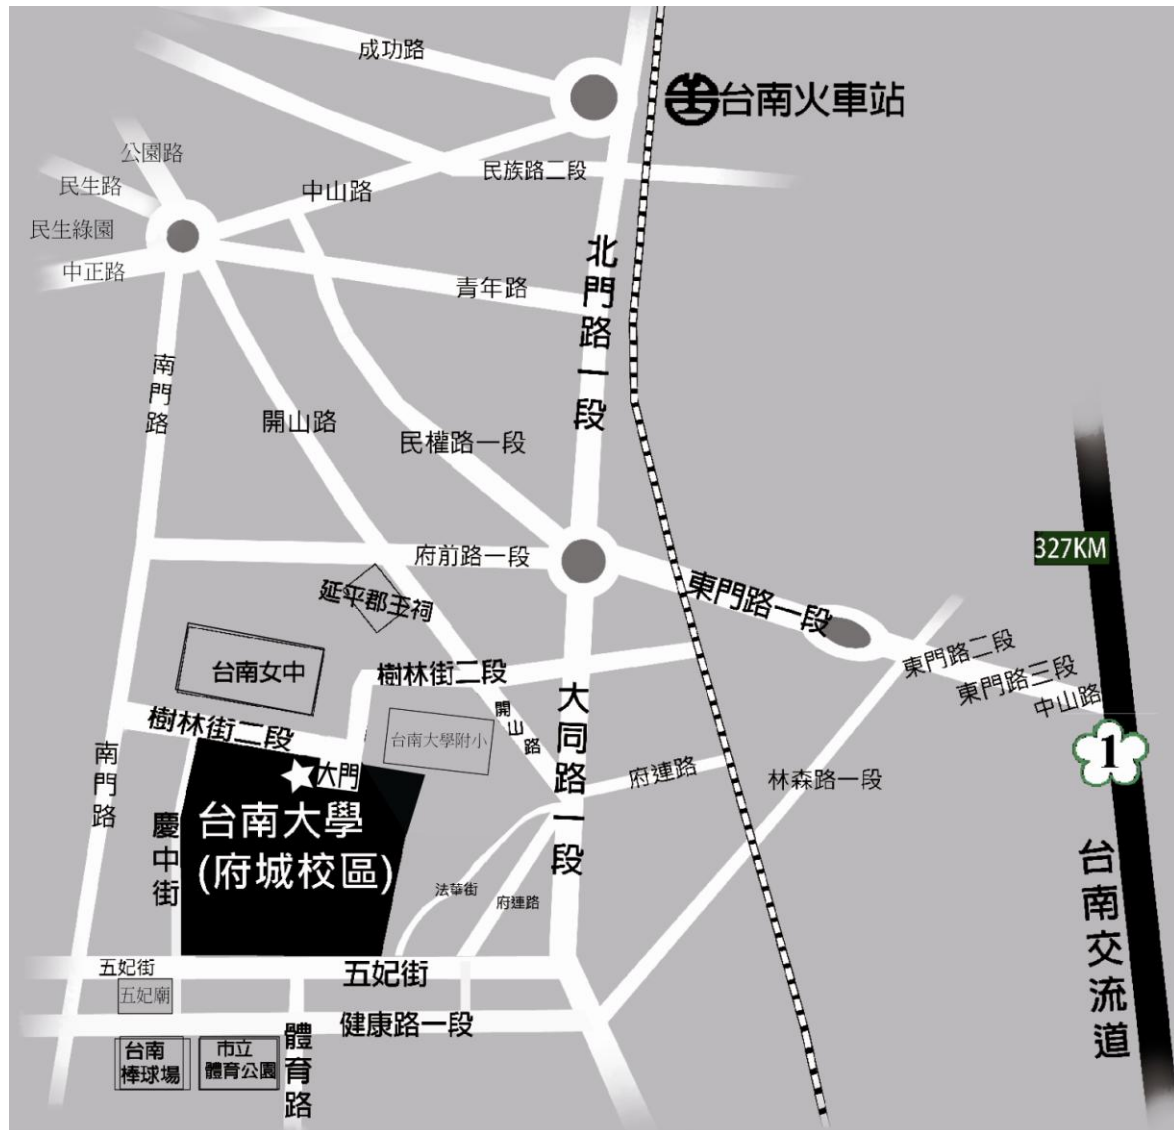 成功路
台南火車站
公園路
民族路二段
民生路
中山路
民生綠園
中正路
青年路
北門路一段
南門路
開山路
民權路一段
327KM
府前路一段
東門路一段
延平郡王祠
東門路二段
台南女中
樹林街二段
東門路三段
中山路
大同路一段
開山路
樹林街二段
台南大學附小
1
南門路
大門
府連路
林森路一段
台南大學
(府城校區)
慶中街
台南交流道
法華街
府連路
五妃街
五妃街
五妃廟
健康路一段
體育路
台南
棒球場
市立
體育公園